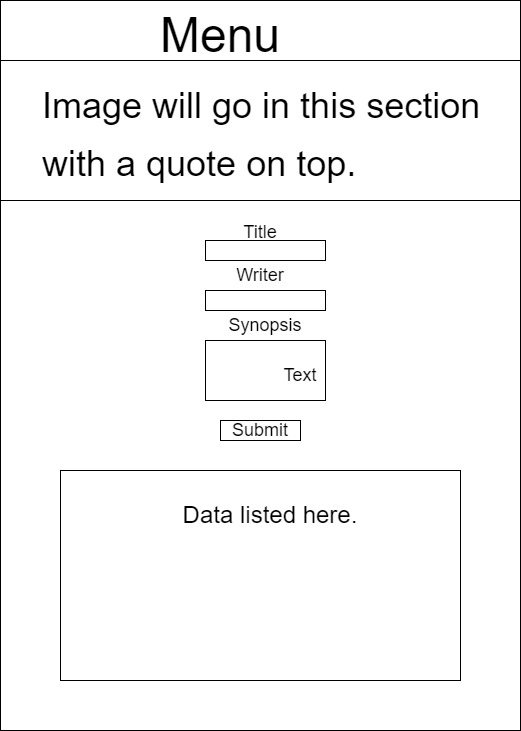 Menu
Image will go in this section
with a quote on top.
Title
Writer
Synopsis
Text
Submit
Data listed here.